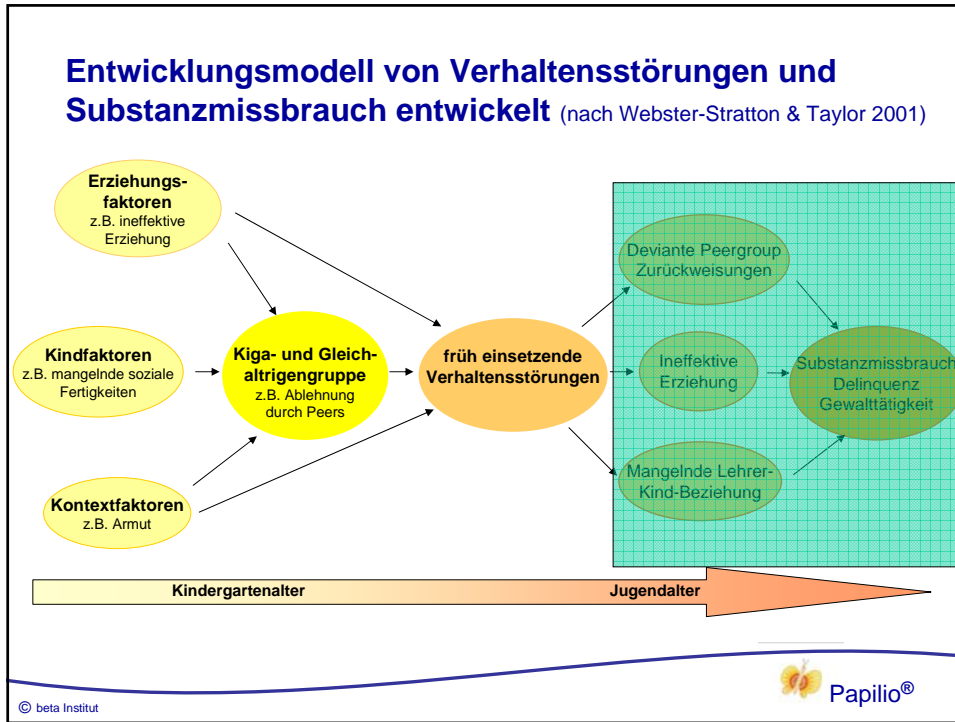 Entwicklungsmodell von Verhaltensstörungen und
Substanzmissbrauch entwickelt (nach Webster-Stratton & Taylor 2001)
Erziehungs-
faktoren
z.B. ineffektive
Erziehung
Kindfaktoren
z.B. mangelnde soziale
Fertigkeiten
Kontextfaktoren
z.B. Armut
Kiga- und Gleich-
altrigengruppe
z.B. Ablehnung
durch Peers
früh einsetzende
Verhaltensstörungen
Deviante Peergroup
Zurückweisungen
Ineffektive
Erziehung
Mangelnde Lehrer-
Kind-Beziehung
Substanzmissbrauch
Delinquenz
Gewalttätigkeit
Kindergartenalter
Jugendalter
© beta Institut
Papilio®